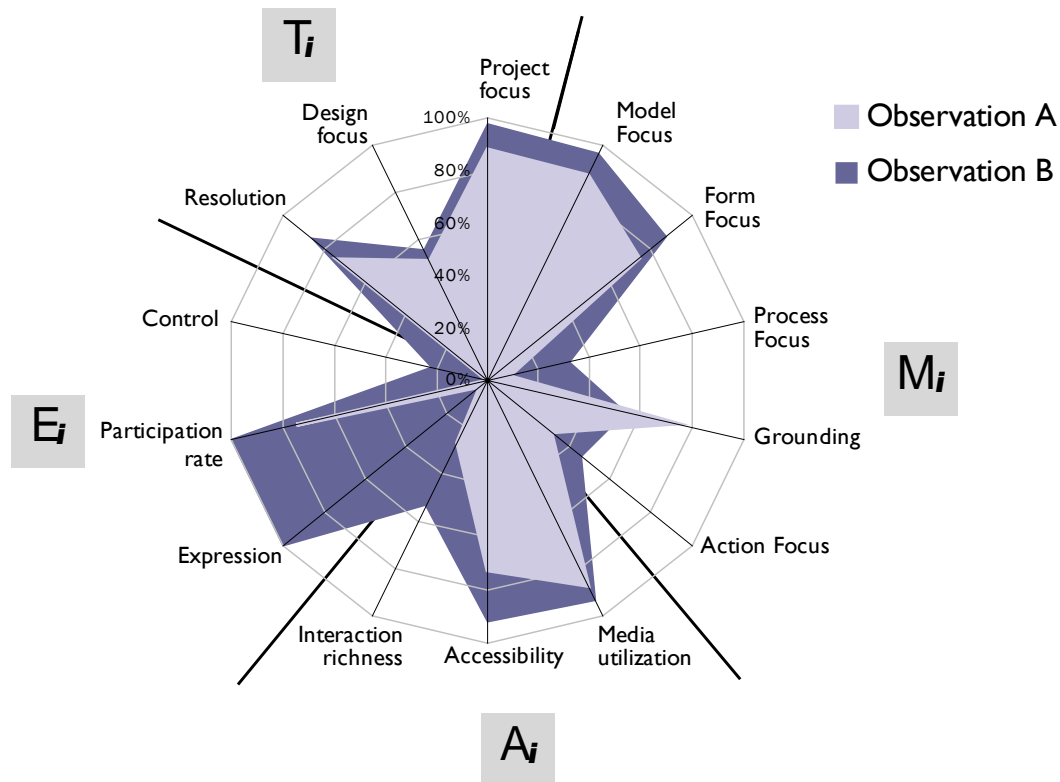 Ti
Project
focus
Model
Focus
Design
focus
100%
Observation A
80%
Observation B
Resolution
Form
Focus
60%
40%
Control
20%
Process
Focus
0%
Mi
Ei
Participation
rate
Grounding
Expression
Action Focus
Interaction
richness
Accessibility
Media
utilization
Ai